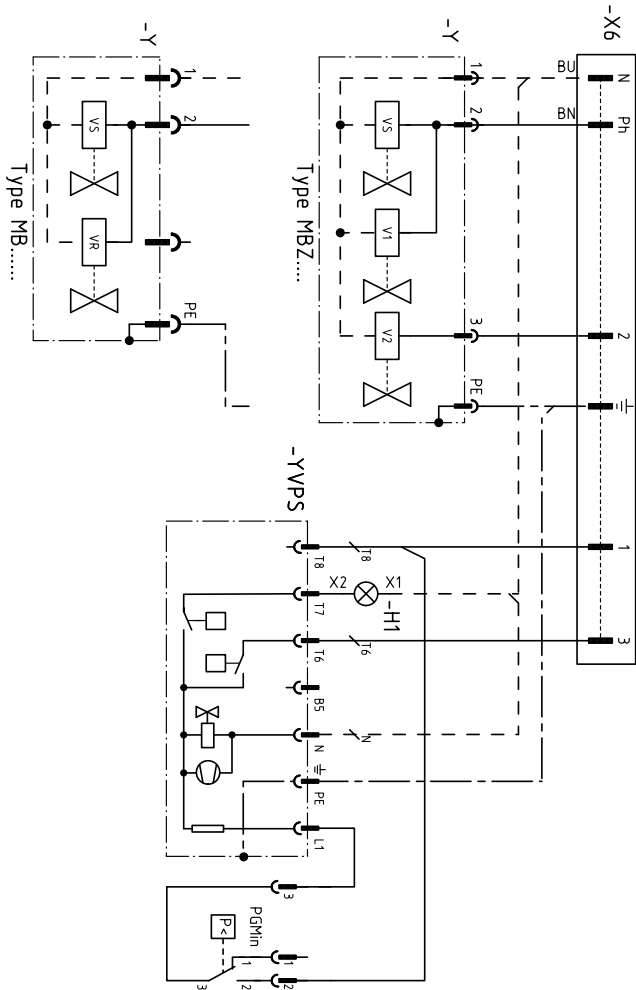 -X6
N
Ph
2
1
3
BU
BN
-Y
1
2
3
PE
VS
V1
V2
Type MBZ....
-Y
1
2
PE
VS
VR
Type MB......
-YVPS
T8
T7
T6
B5
N
PE
L1
T8
X2
X1
-H1
T6
N
3
PGMin
P<
1
1
2
2
3